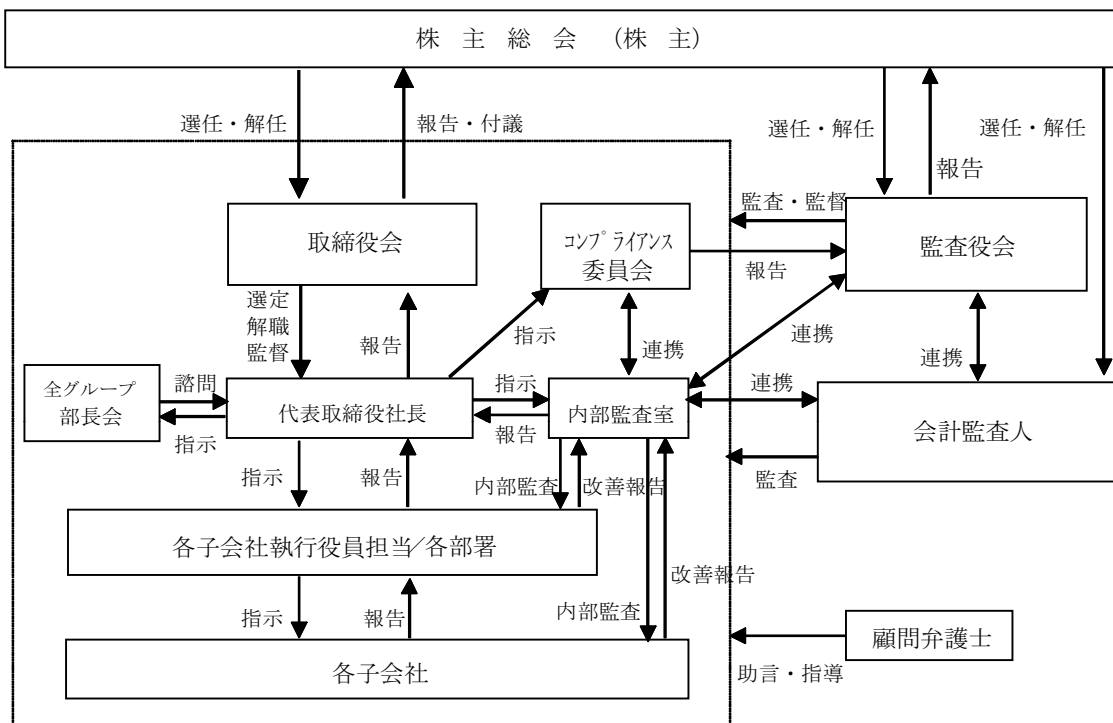 株 主 総 会 (株 主)
選任・解任
報告・付議
選任・解任
選任・解任
報告
監査・監督
取締役会
コンプライアンス
委員会
監査役会
報告
選定
解職
監督
報告
指示
連携
連携
連携
全グループ
部長会
諮問
指示
代表取締役社長
指示
報告
内部監査室
連携
会計監査人
監査
指示
報告
内部監査
改善報告
各子会社執行役員担当/各部署
改善報告
指示
報告
内部監査
顧問弁護士
各子会社
助言・指導